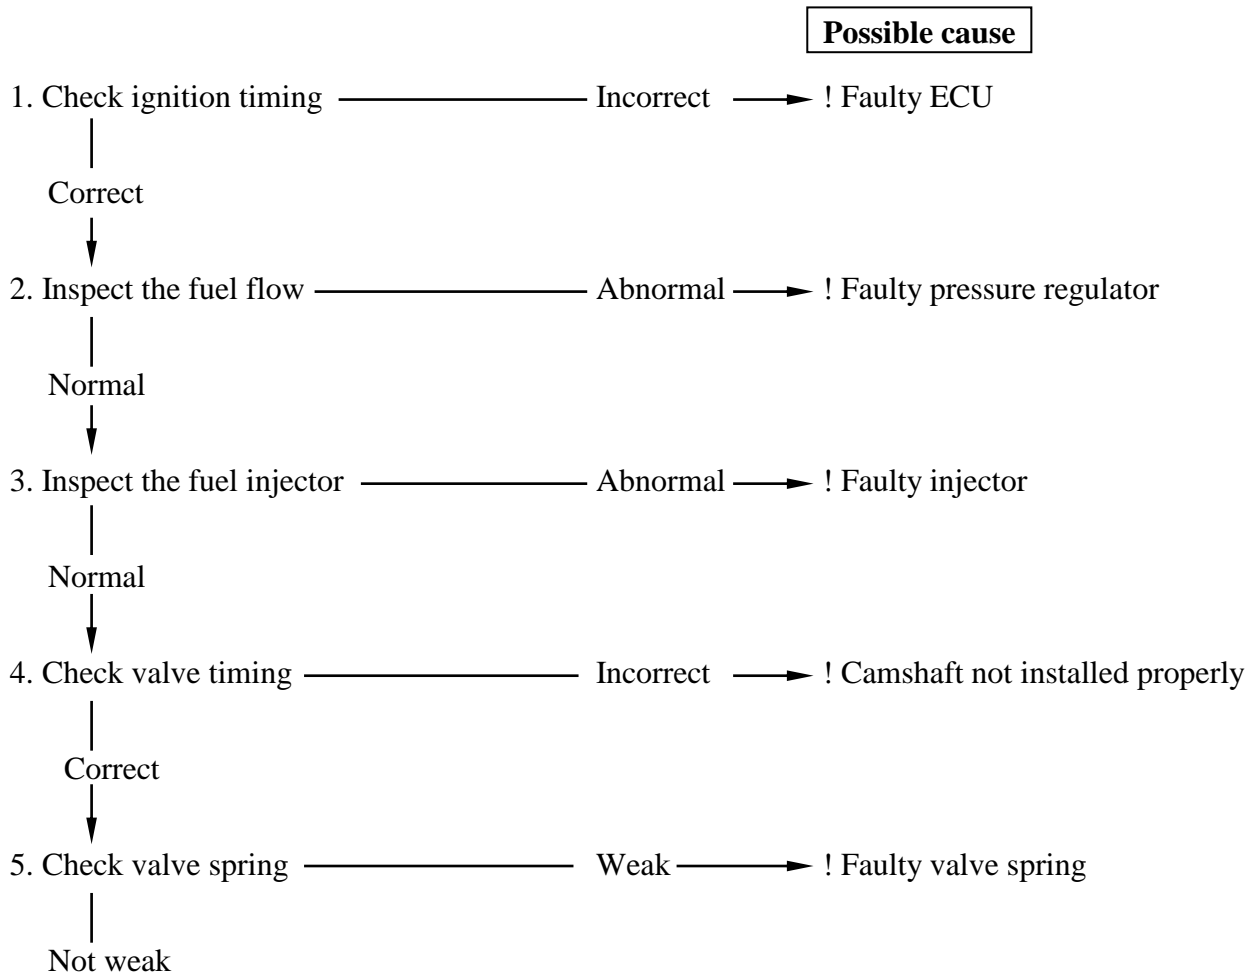 Possible cause
1. Check ignition timing Incorrect ! Faulty ECU
Correct
2. Inspect the fuel flow Abnormal ! Faulty pressure regulator
Normal
3. Inspect the fuel injector Abnormal ! Faulty injector
Normal
4. Check valve timing Incorrect ! Camshaft not installed properly
Correct
5. Check valve spring Weak ! Faulty valve spring
Not weak